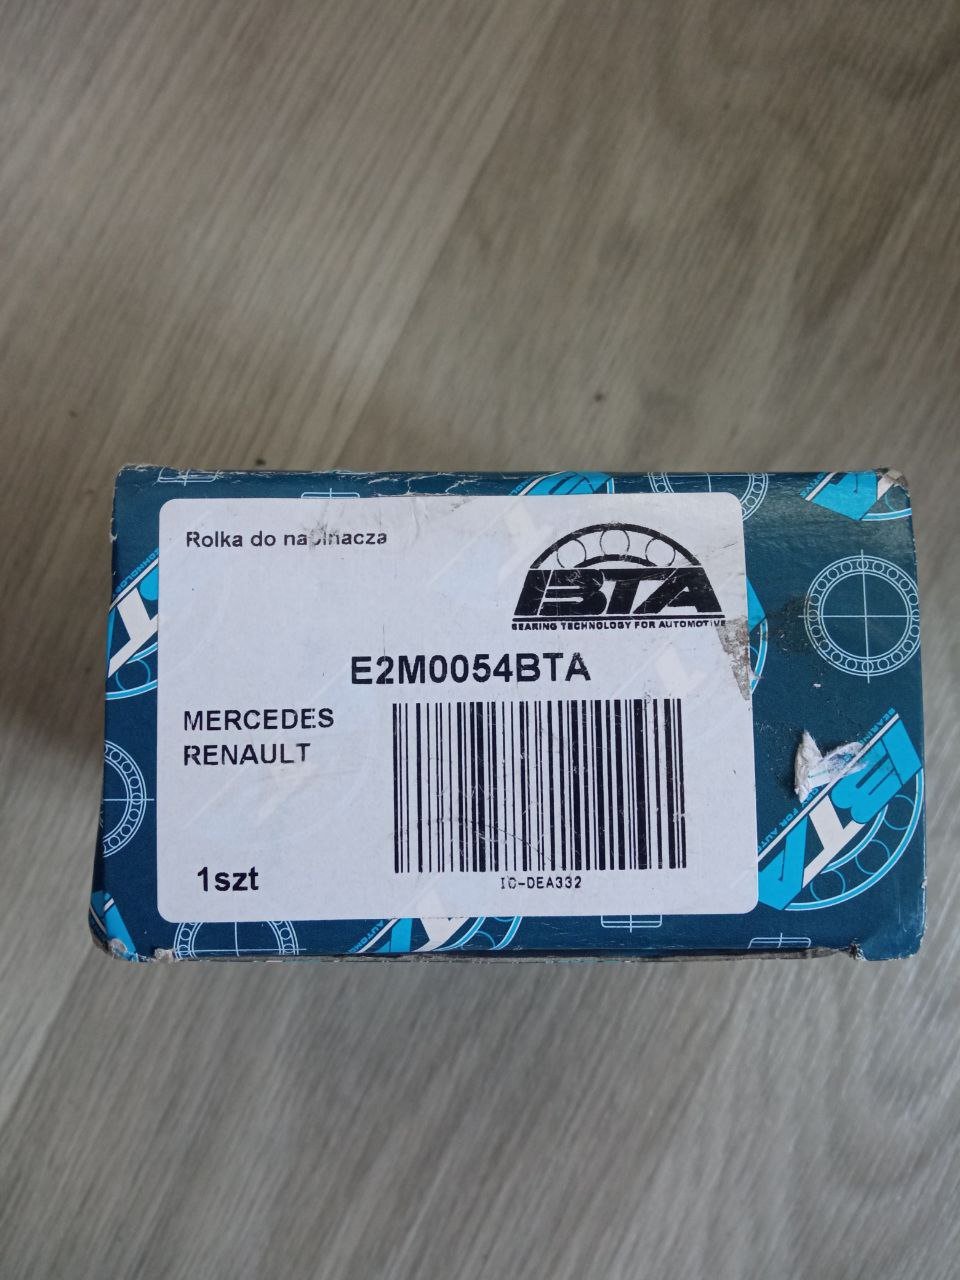 Rolka do napinacza
BTA
BEARING TECHNOLOGY FOR AUTOMOTIVE
E2M0054BTA
MERCEDES
RENAULT
1szt
IC-DEA332